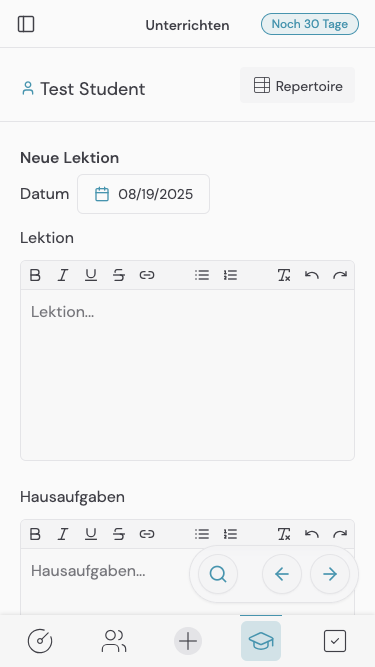 Unterrichten
Noch 30 Tage
Test Student
Repertoire
Neue Lektion
Datum 08/19/2025
Lektion
Lektion...
Hausaufgaben
Hausaufgaben...